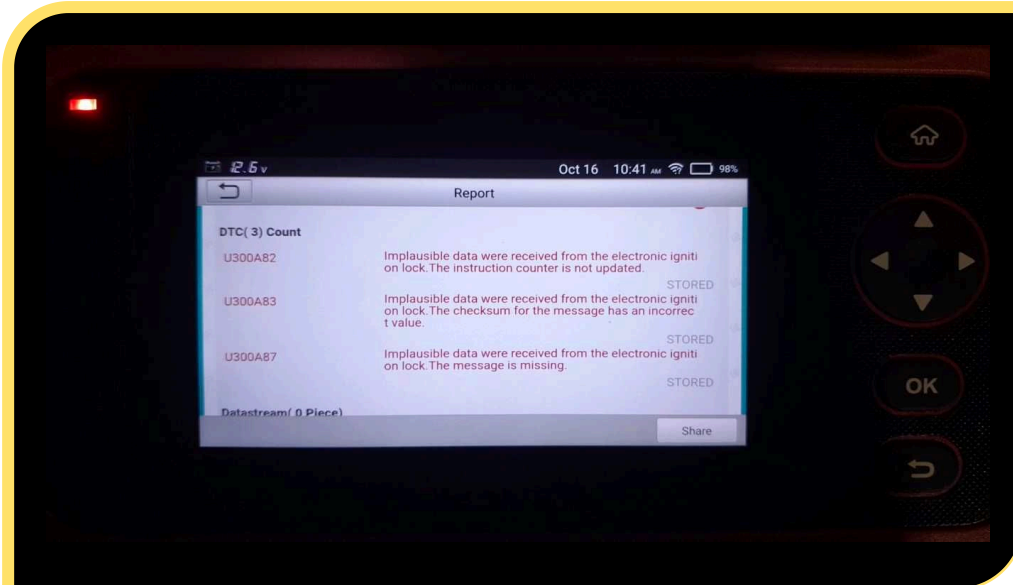 12.6 v
Oct 16 10:41 AM 98%
Report
DTC( 3) Count
U300A82
Implausible data were received from the electronic igniti
on lock.The instruction counter is not updated.
STORED
U300A83
Implausible data were received from the electronic igniti
on lock.The checksum for the message has an incorrec
t value.
STORED
U300A87
Implausible data were received from the electronic igniti
on lock.The message is missing.
STORED
Datastream( 0 Piece)
Share
OK